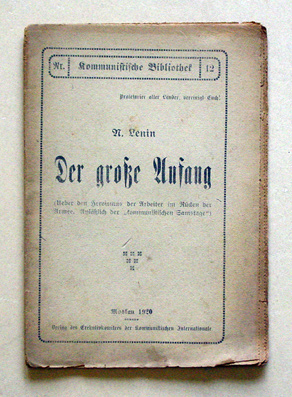 Nr. Kommunistische Bibliothek 12
Proletarier aller Länder, vereinigt Euch!
N. Lenin
Der große Anfang
(Ueber den Heroismus der Arbeiter im Rücken der
Armee. Anläßlich der „kommunistischen Samstage“)
Moskau 1920
Verlag des Exekutivkomitees der Kommunistischen Internationale